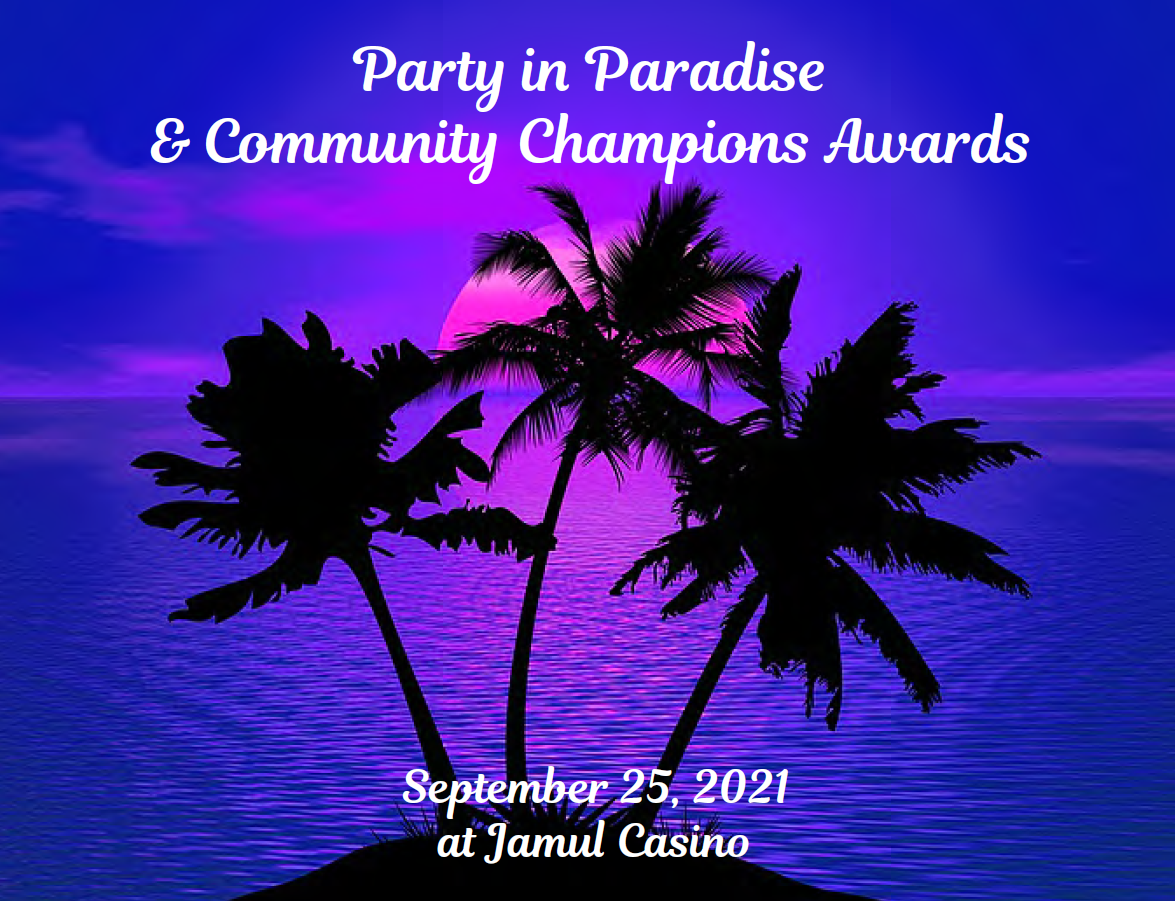 Party in Paradise
& Community Champions Awards
September 25, 2021
at Jamul Casino